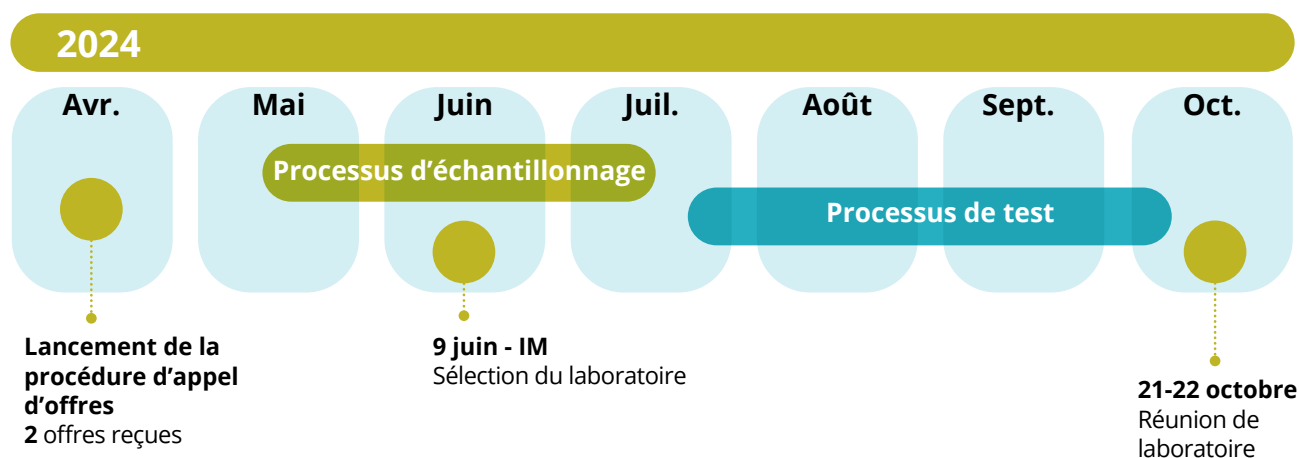 2024
Avr.
Mai
Juin
Juil.
Août
Sept.
Oct.
Processus d'échantillonnage
Processus de test
Lancement de la
procédure d'appel
d'offres
2 offres reçues
9 juin - IM
Sélection du laboratoire
21-22 octobre
Réunion de
laboratoire